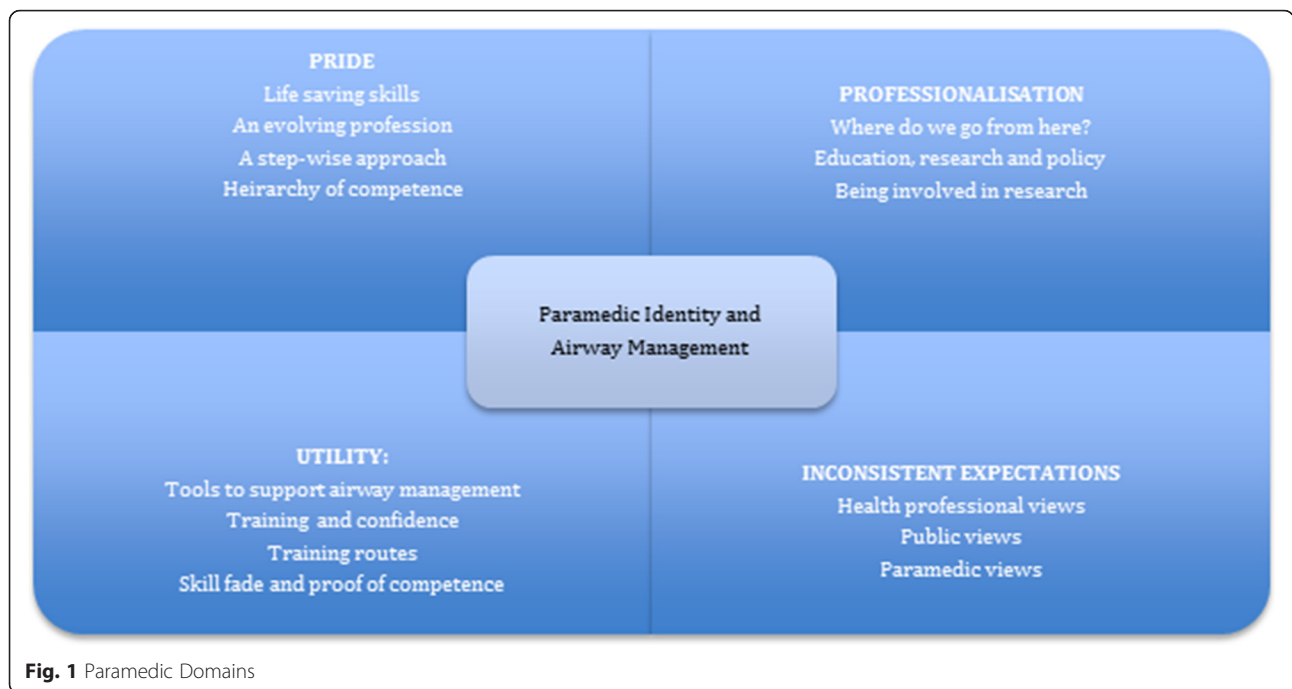 PRIDE
Life saving skills
An evolving profession
A step-wise approach
Heirarchy of competence
PROFESSIONALISATION
Where do we go from here?
Education, research and policy
Being involved in research
Paramedic Identity and
Airway Management
UTILITY:
Tools to support airway management
Training and confidence
Training routes
Skill fade and proof of competence
INCONSISTENT EXPECTATIONS
Health professional views
Public views
Paramedic views
Fig. 1 Paramedic Domains